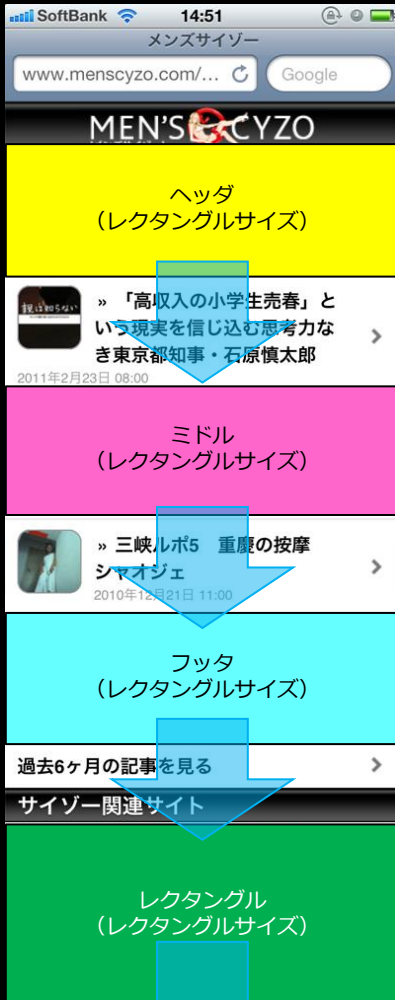 SoftBank 14:51
メンズサイゾー
www.menscyzo.com/... Google
MEN'S CYZO
ヘッダ
（レクタングルサイズ）
» 「高収入の小学生売春」と
いう現実を信じ込む思考力な
き東京都知事・石原慎太郎
2011年2月23日 08:00
ミドル
（レクタングルサイズ）
» 三峡ルポ5　重慶の按摩
シャオジェ
2010年12月21日 11:00
フッタ
（レクタングルサイズ）
過去6ヶ月の記事を見る
サイゾー関連サイト
レクタングル
（レクタングルサイズ）